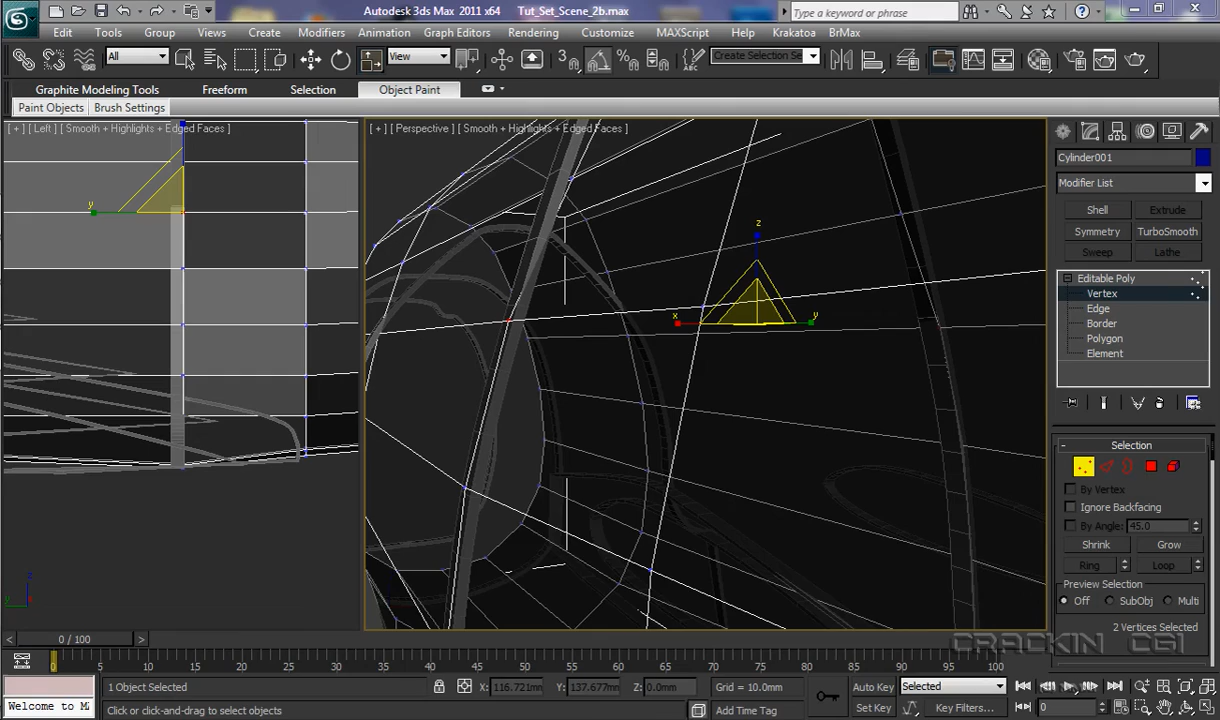 Autodesk 3ds Max 2011 x64 Tut_Set_Scene_2b.max
Type a keyword or phrase
Edit Tools Group Views Create Modifiers Animation Graph Editors Rendering Customize MAXScript Help Krakatoa BrMax
All View Create Selection Se
Graphite Modeling Tools Freeform Selection Object Paint
Paint Objects Brush Settings
[ + ] [ Left ] [ Smooth + Highlights + Edged Faces ]
[ + ] [ Perspective ] [ Smooth + Highlights + Edged Faces ]
Cylinder001
Modifier List
Shell Extrude
Symmetry TurboSmooth
Sweep Lathe
Editable Poly
Vertex
Edge
Border
Polygon
Element
y
z
x
y
z
y
- Selection
By Vertex
Ignore Backfacing
By Angle: 45.0
Shrink Grow
Ring Loop
Preview Selection
Off SubObj Multi
2 Vertices Selected
CRACKIN CGI
< 0 / 100 >
0 5 10 15 20 25 30 35 40 45 50 55 60 65 70 75 80 85 90 95 100
1 Object Selected X: 116.721mm Y: 137.677mm Z: 0.0mm Grid = 10.0mm Auto Key Selected
Welcome to MA Click or click-and-drag to select objects Add Time Tag Set Key Key Filters... 0